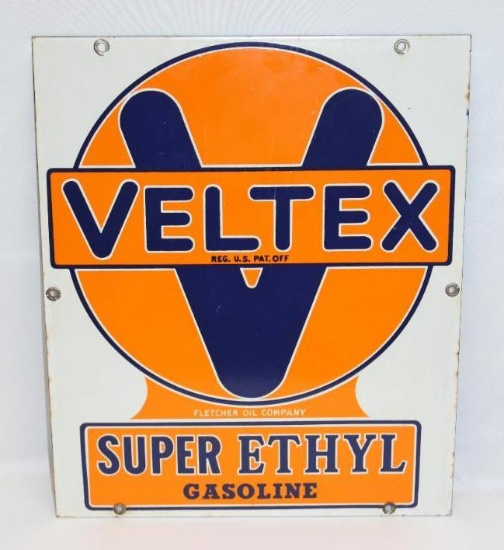 VELTEX
REG. U.S. PAT. OFF
FLETCHER OIL COMPANY
SUPER ETHYL
GASOLINE